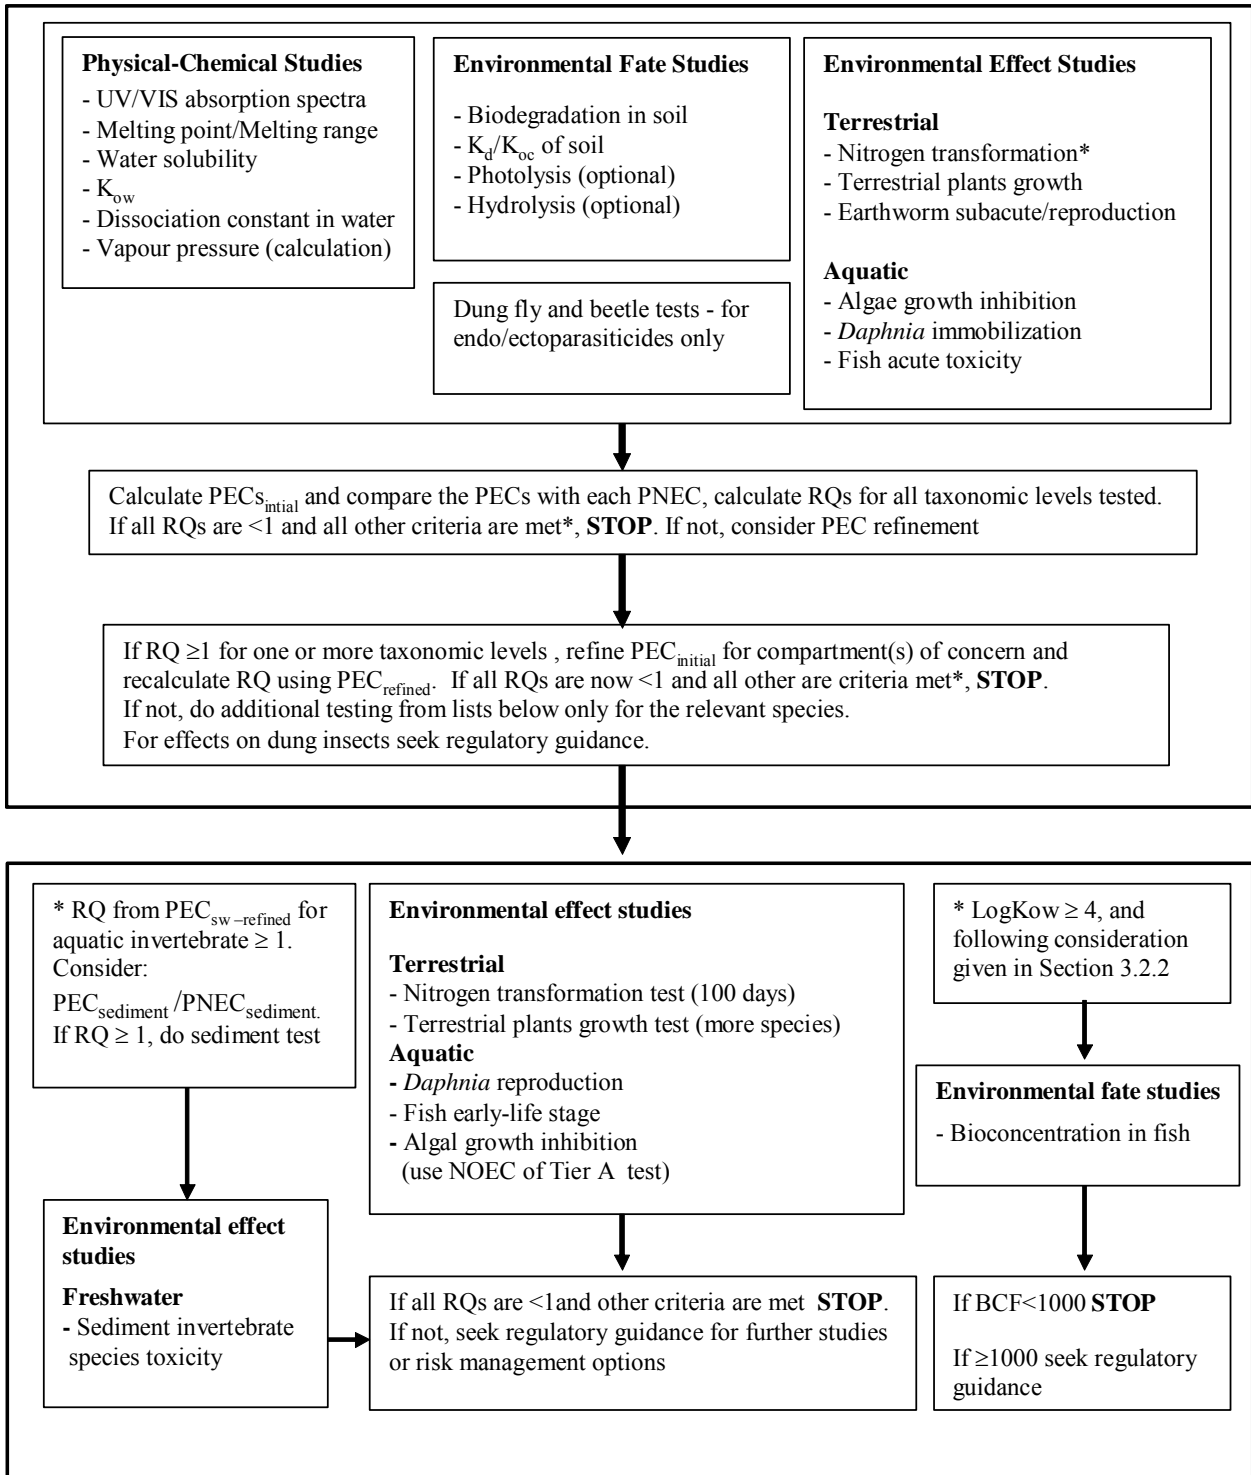 Physical-Chemical Studies
- UV/VIS absorption spectra
- Melting point/Melting range
- Water solubility
- Kow
- Dissociation constant in water
- Vapour pressure (calculation)
Environmental Fate Studies
- Biodegradation in soil
- Kd/Koc of soil
- Photolysis (optional)
- Hydrolysis (optional)
Dung fly and beetle tests - for
endo/ectoparasiticides only
Environmental Effect Studies
Terrestrial
- Nitrogen transformation*
- Terrestrial plants growth
- Earthworm subacute/reproduction
Aquatic
- Algae growth inhibition
- Daphnia immobilization
- Fish acute toxicity
Calculate PECsintial and compare the PECs with each PNEC, calculate RQs for all taxonomic levels tested.
If all RQs are <1 and all other criteria are met*, STOP. If not, consider PEC refinement
If RQ ≥1 for one or more taxonomic levels , refine PECinitial for compartment(s) of concern and
recalculate RQ using PECrefined. If all RQs are now <1 and all other are criteria met*, STOP.
If not, do additional testing from lists below only for the relevant species.
For effects on dung insects seek regulatory guidance.
* RQ from PECsw–refined for
aquatic invertebrate ≥ 1.
Consider:
PECsediment /PNECsediment.
If RQ ≥ 1, do sediment test
Environmental effect studies
Terrestrial
- Nitrogen transformation test (100 days)
- Terrestrial plants growth test (more species)
Aquatic
- Daphnia reproduction
- Fish early-life stage
- Algal growth inhibition
(use NOEC of Tier A test)
* LogKow ≥ 4, and
following consideration
given in Section 3.2.2
Environmental fate studies
- Bioconcentration in fish
Environmental effect
studies
Freshwater
- Sediment invertebrate
species toxicity
If all RQs are <1and other criteria are met STOP.
If not, seek regulatory guidance for further studies
or risk management options
If BCF<1000 STOP
If ≥1000 seek regulatory
guidance